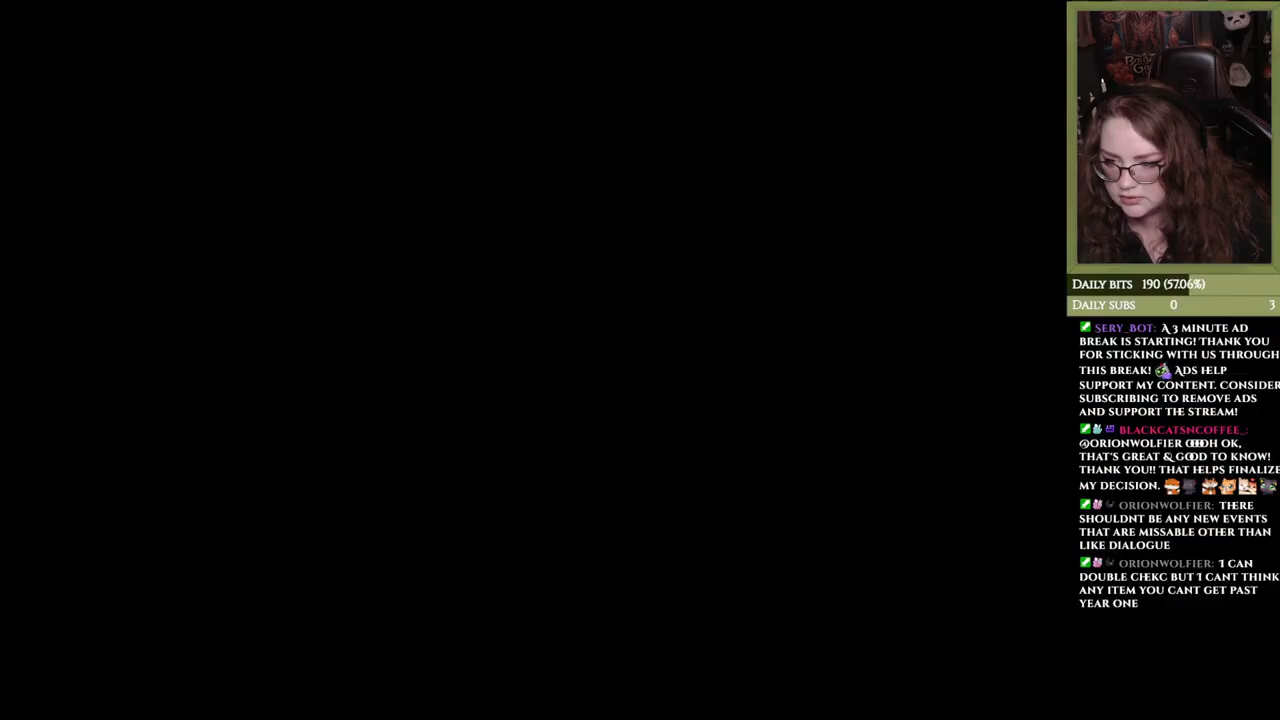 Daily bits 190 (57.06%)
Daily subs 0 3
Sery_Bot: A 3 minute ad
break is starting! Thank you
for sticking with us through
this break! Ads help
support my content. Consider
subscribing to remove ads
and support the stream!
blackcatsncoffee_:
@orionwolfier Oooh ok,
that's great & good to know!
Thank you!! That helps finalize
my decision.
orionwolfier: there
shouldnt be any new events
that are missable other than
like dialogue
orionwolfier: i can
double chekc but i cant think
any item you cant get past
year one